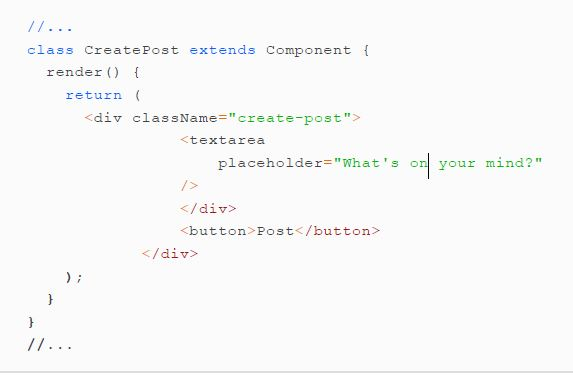 //...
class CreatePost extends Component {
render() {
return (
<div className="create-post">
<textarea
placeholder="What's on your mind?"
/>
</div>
<button>Post</button>
</div>
);
}
}
//...